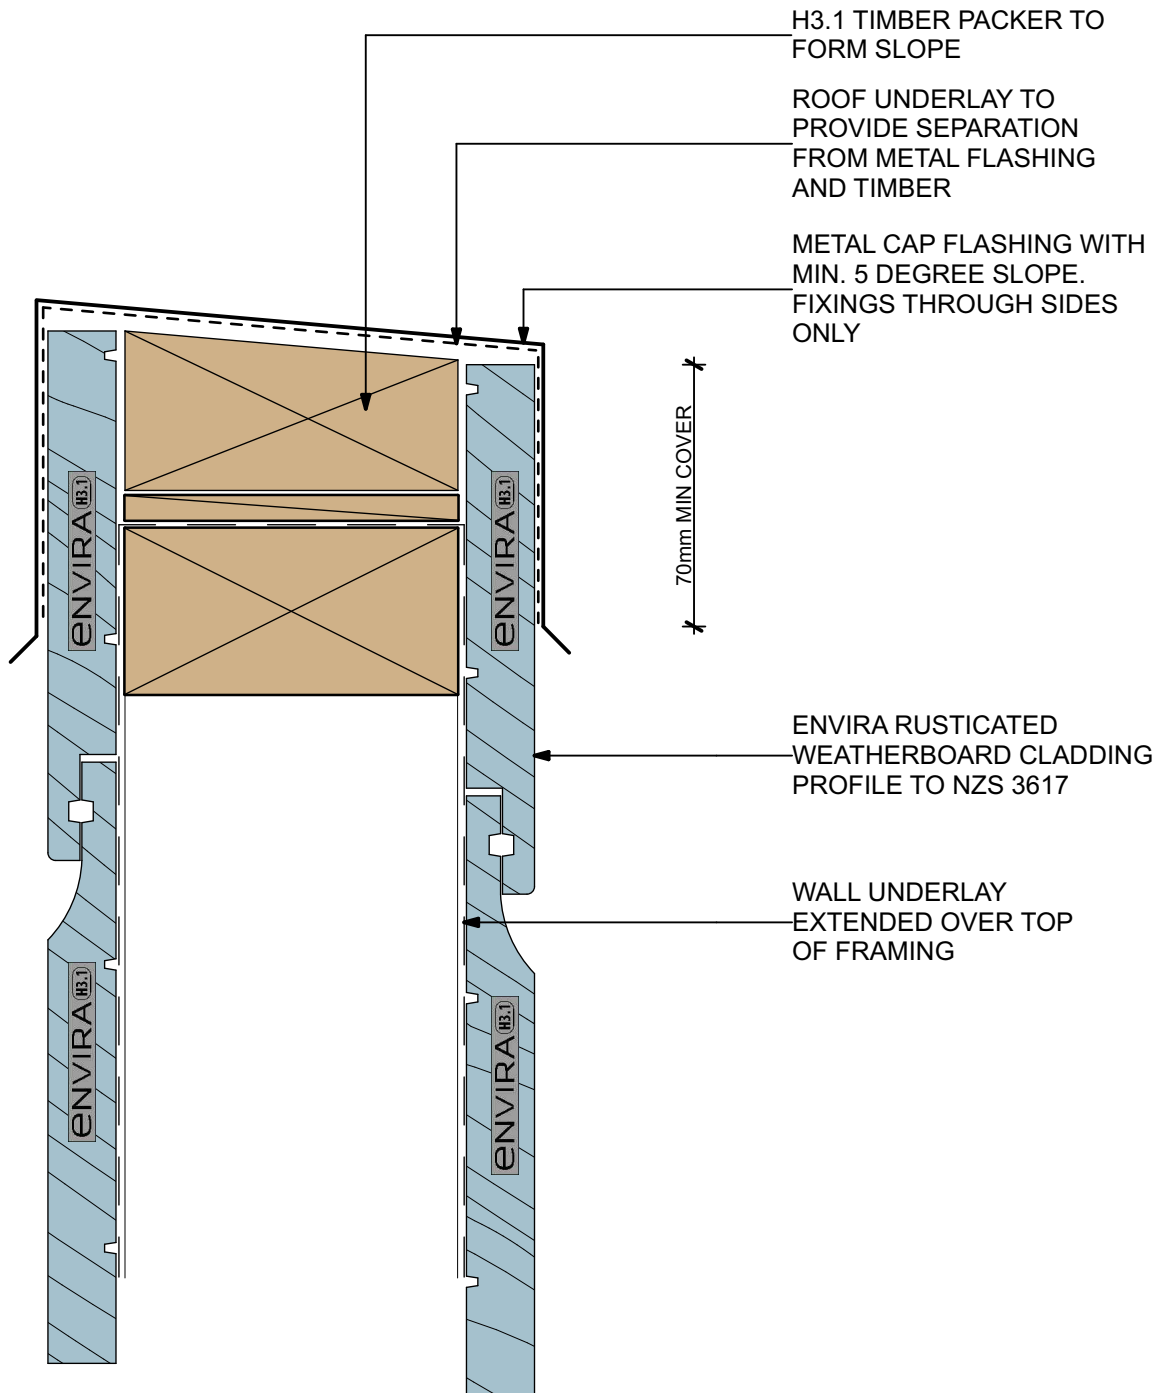 H3.1 TIMBER PACKER TO
FORM SLOPE
ROOF UNDERLAY TO
PROVIDE SEPARATION
FROM METAL FLASHING
AND TIMBER
METAL CAP FLASHING WITH
MIN. 5 DEGREE SLOPE.
FIXINGS THROUGH SIDES
ONLY
70mm MIN COVER
eNVIRA H3.1
eNVIRA H3.1
ENVIRA RUSTICATED
WEATHERBOARD CLADDING
PROFILE TO NZS 3617
WALL UNDERLAY
EXTENDED OVER TOP
OF FRAMING
eNVIRA H3.1
eNVIRA H3.1